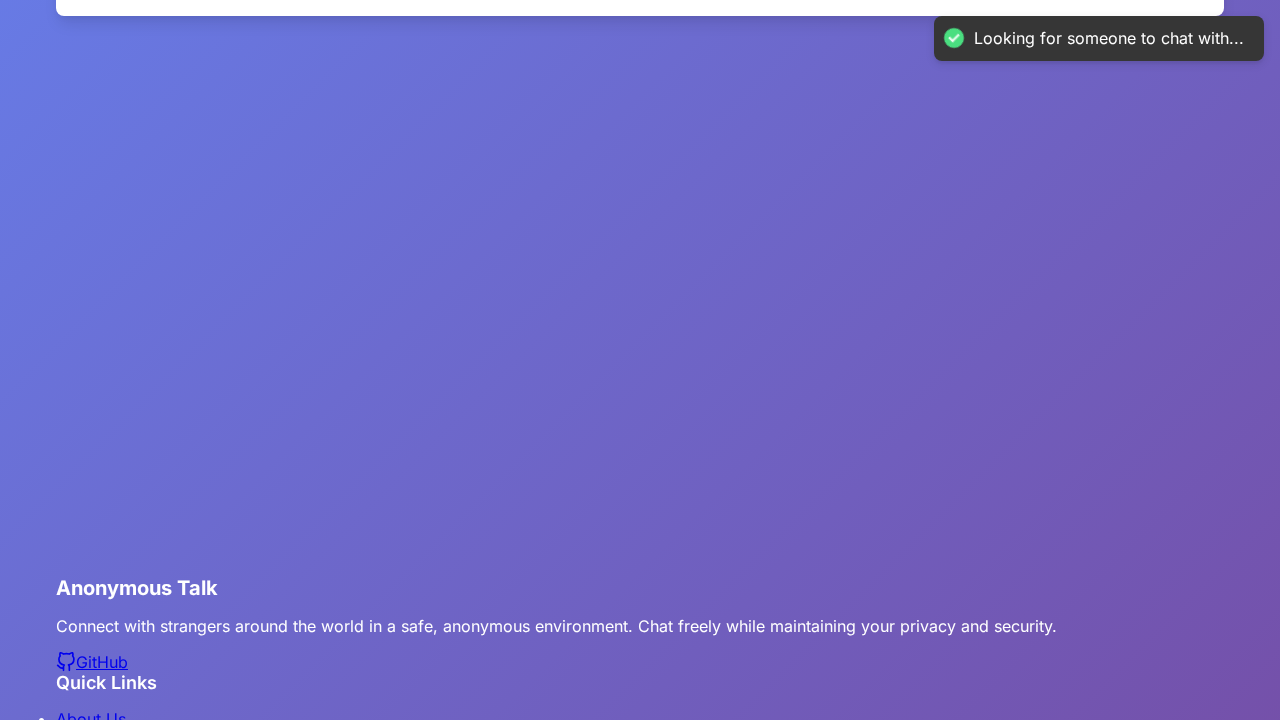 Looking for someone to chat with...
Anonymous Talk
Connect with strangers around the world in a safe, anonymous environment. Chat freely while maintaining your privacy and security.
GitHub
Quick Links
About Us